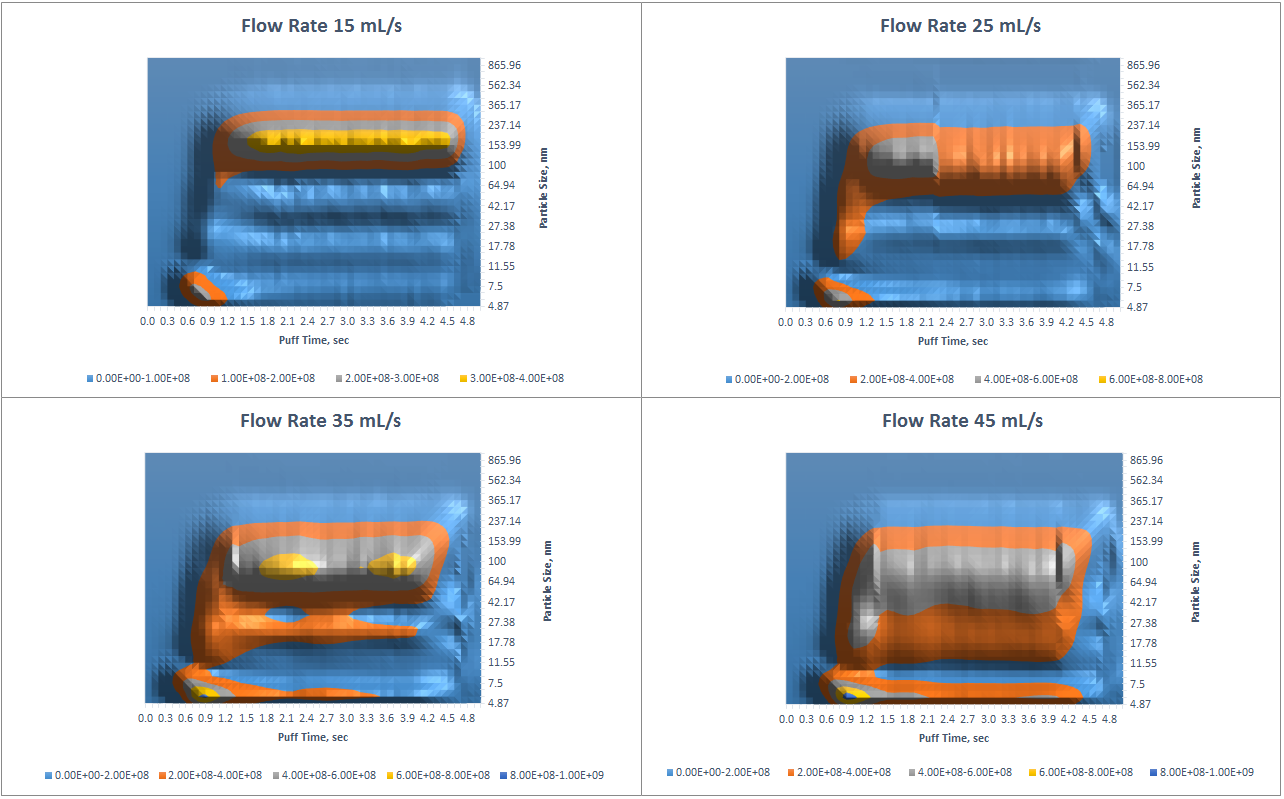 Flow Rate 15 mL/s
865.96
562.34
365.17
237.14
153.99
100
64.94
42.17
27.38
17.78
11.55
7.5
4.87
Particle Size, nm
0.0 0.3 0.6 0.9 1.2 1.5 1.8 2.1 2.4 2.7 3.0 3.3 3.6 3.9 4.2 4.5 4.8
Puff Time, sec
0.00E+00-1.00E+08 1.00E+08-2.00E+08 2.00E+08-3.00E+08 3.00E+08-4.00E+08
Flow Rate 25 mL/s
865.96
562.34
365.17
237.14
153.99
100
64.94
42.17
27.38
17.78
11.55
7.5
4.87
Particle Size, nm
0.0 0.3 0.6 0.9 1.2 1.5 1.8 2.1 2.4 2.7 3.0 3.3 3.6 3.9 4.2 4.5 4.8
Puff Time, sec
0.00E+00-2.00E+08 2.00E+08-4.00E+08 4.00E+08-6.00E+08 6.00E+08-8.00E+08
Flow Rate 35 mL/s
865.96
562.34
365.17
237.14
153.99
100
64.94
42.17
27.38
17.78
11.55
7.5
4.87
Particle Size, nm
0.0 0.3 0.6 0.9 1.2 1.5 1.8 2.1 2.4 2.7 3.0 3.3 3.6 3.9 4.2 4.5 4.8
Puff Time, sec
0.00E+00-2.00E+08 2.00E+08-4.00E+08 4.00E+08-6.00E+08 6.00E+08-8.00E+08 8.00E+08-1.00E+09
Flow Rate 45 mL/s
865.96
562.34
365.17
237.14
153.99
100
64.94
42.17
27.38
17.78
11.55
7.5
4.87
Particle Size, nm
0.0 0.3 0.6 0.9 1.2 1.5 1.8 2.1 2.4 2.7 3.0 3.3 3.6 3.9 4.2 4.5 4.8
Puff Time, sec
0.00E+00-2.00E+08 2.00E+08-4.00E+08 4.00E+08-6.00E+08 6.00E+08-8.00E+08 8.00E+08-1.00E+09